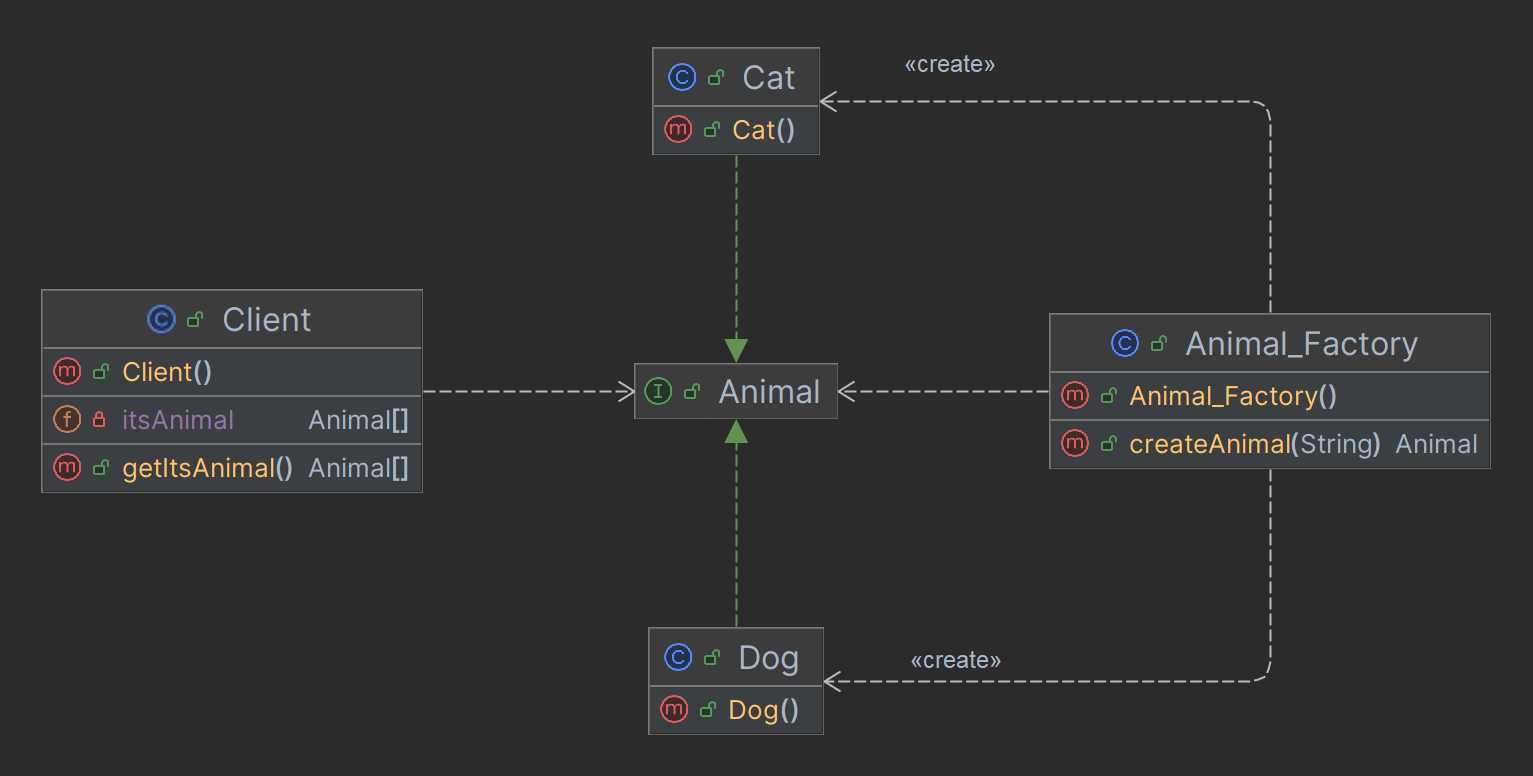 «create»
C Cat
m Cat()
C Client
m Client()
f itsAnimal Animal[]
m getItsAnimal() Animal[]
I Animal
C Animal_Factory
m Animal_Factory()
m createAnimal(String) Animal
C Dog
m Dog()
«create»